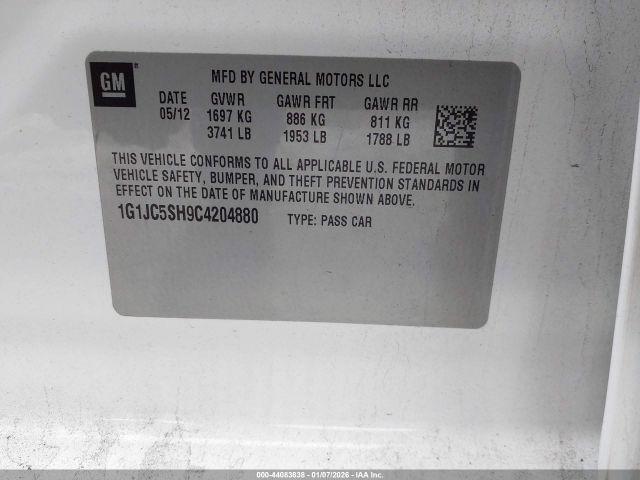 GM
MFD BY GENERAL MOTORS LLC
DATE GVWR GAWR FRT GAWR RR
05/12 1697 KG 886 KG 811 KG
3741 LB 1953 LB 1788 LB
THIS VEHICLE CONFORMS TO ALL APPLICABLE U.S. FEDERAL MOTOR
VEHICLE SAFETY, BUMPER, AND THEFT PREVENTION STANDARDS IN
EFFECT ON THE DATE OF MANUFACTURE SHOWN ABOVE.
1G1JC5SH9C4204880 TYPE: PASS CAR
000-44083838 - 01/07/2026 - IAA Inc.